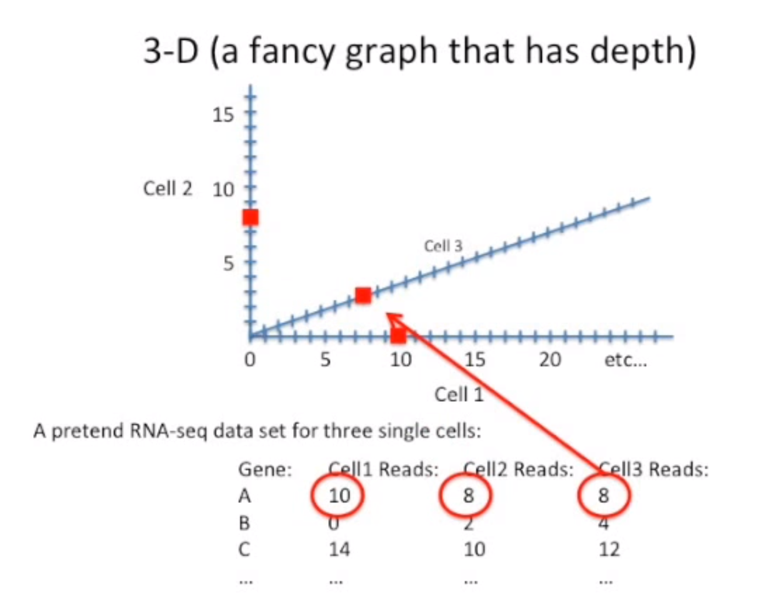 3-D (a fancy graph that has depth)
15
Cell 2 10
Cell 3
5
0 5 10 15 20 etc...
Cell 1
A pretend RNA-seq data set for three single cells:
Gene: Cell1 Reads: Cell2 Reads: Cell3 Reads:
A 10 8 8
B 0 2 4
C 14 10 12
... ... ... ...